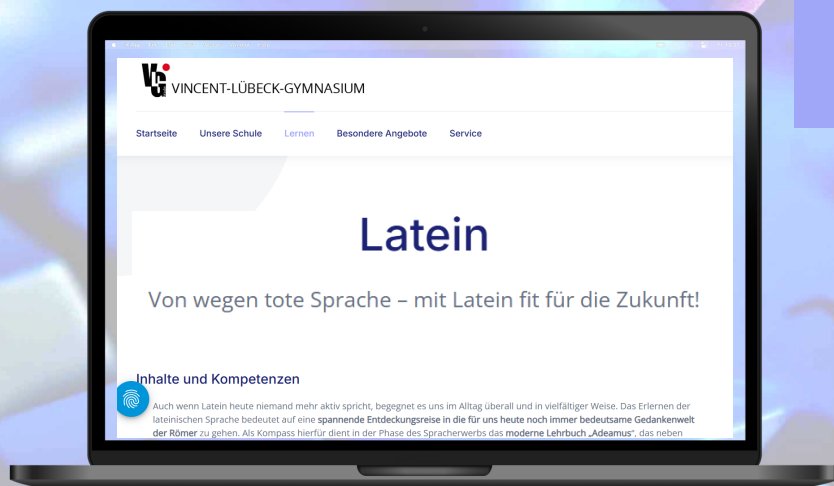 VINCENT-LÜBECK-GYMNASIUM
Startseite Unsere Schule Lernen Besondere Angebote Service
Latein
Von wegen tote Sprache – mit Latein fit für die Zukunft!
Inhalte und Kompetenzen
Auch wenn Latein heute niemand mehr aktiv spricht, begegnet es uns im Alltag überall und in vielfältiger Weise. Das Erlernen der
lateinischen Sprache bedeutet auf eine spannende Entdeckungsreise in die für uns heute noch immer bedeutsame Gedankenwelt
der Römer zu gehen. Als Kompass hierfür dient in der Phase des Spracherwerbs das moderne Lehrbuch „Adeamus“, das neben